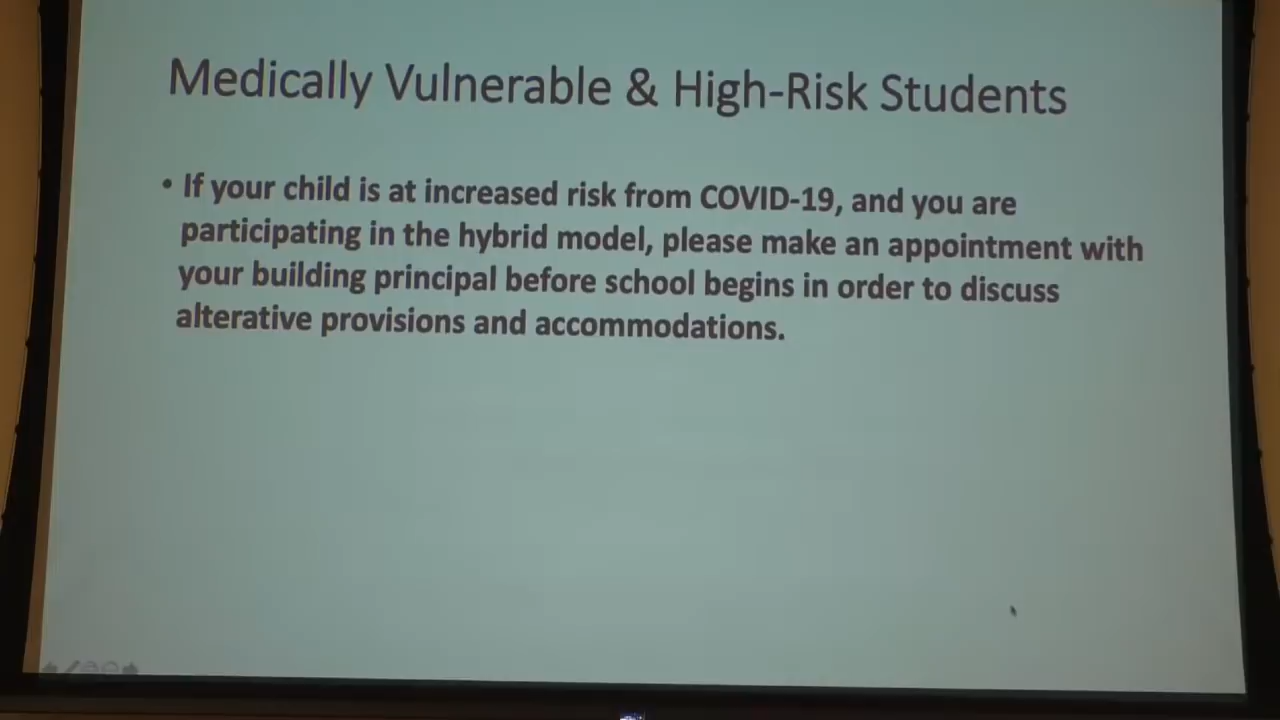 Medically Vulnerable & High-Risk Students
• If your child is at increased risk from COVID-19, and you are
participating in the hybrid model, please make an appointment with
your building principal before school begins in order to discuss
alterative provisions and accommodations.